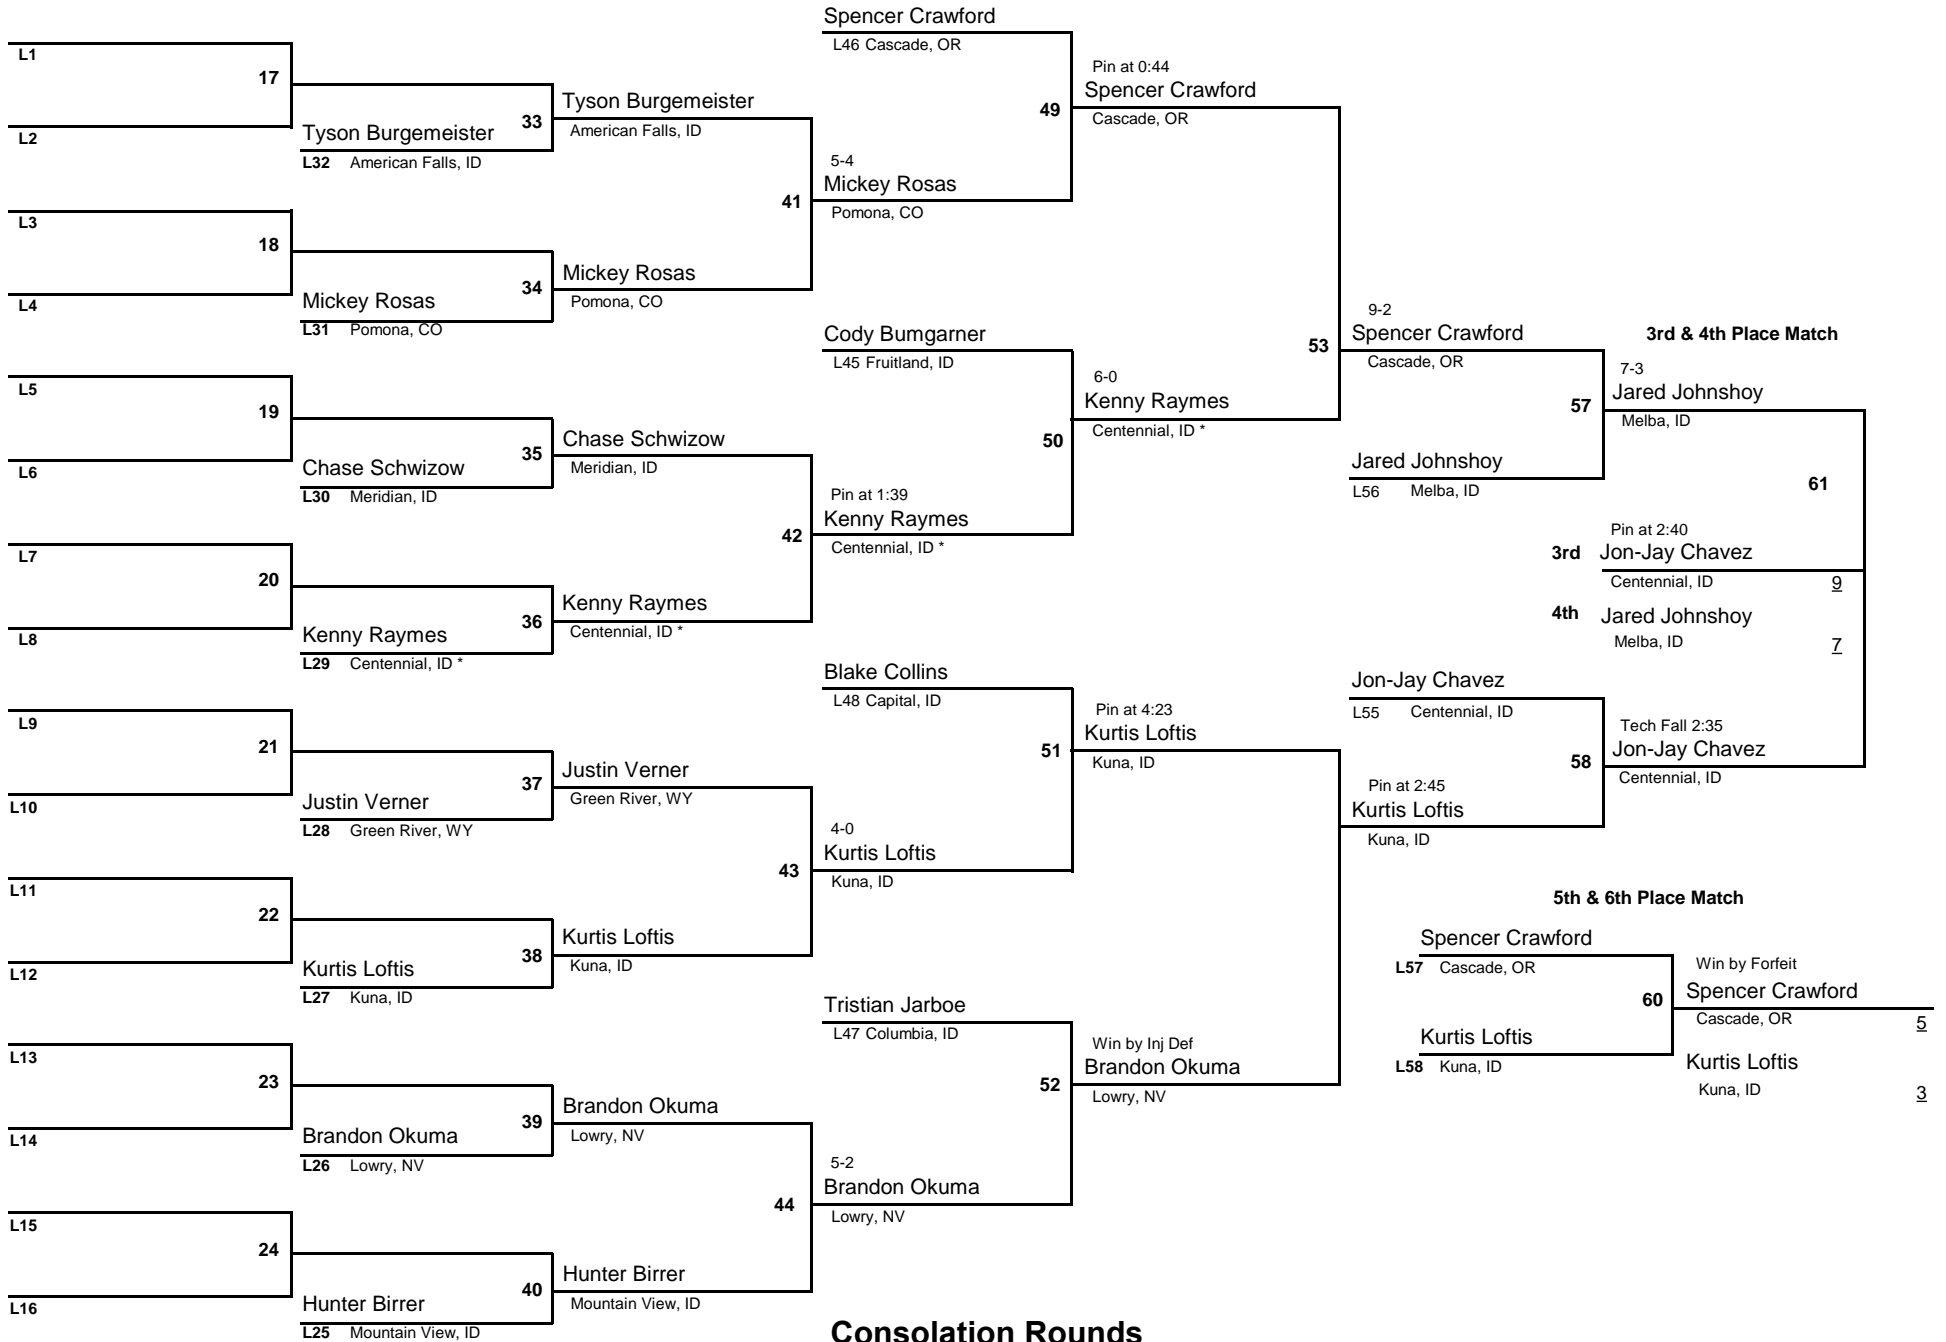 L1
17
L2
Tyson Burgemeister
L32 American Falls, ID
33
L3
18
L4
Mickey Rosas
L31 Pomona, CO
34
L5
19
L6
Chase Schwizow
L30 Meridian, ID
35
L7
20
L8
Kenny Raymes
L29 Centennial, ID *
36
L9
21
L10
Justin Verner
L28 Green River, WY
37
L11
22
L12
Kurtis Loftis
L27 Kuna, ID
38
L13
23
L14
Brandon Okuma
L26 Lowry, NV
39
L15
24
L16
Hunter Birrer
L25 Mountain View, ID
40
Tyson Burgemeister
American Falls, ID
41
Mickey Rosas
Pomona, CO
Chase Schwizow
Meridian, ID
42
Kenny Raymes
Centennial, ID *
Justin Verner
Green River, WY
43
Kurtis Loftis
Kuna, ID
Brandon Okuma
Lowry, NV
44
Hunter Birrer
Mountain View, ID
Spencer Crawford
L46 Cascade, OR
49
5-4
Mickey Rosas
Pomona, CO
Cody Bumgarner
L45 Fruitland, ID
50
Pin at 1:39
Kenny Raymes
Centennial, ID *
Blake Collins
L48 Capital, ID
51
4-0
Kurtis Loftis
Kuna, ID
Tristian Jarboe
L47 Columbia, ID
52
5-2
Brandon Okuma
Lowry, NV
Pin at 0:44
Spencer Crawford
Cascade, OR
53
6-0
Kenny Raymes
Centennial, ID *
Pin at 4:23
Kurtis Loftis
Kuna, ID
Win by Inj Def
Brandon Okuma
Lowry, NV
9-2
Spencer Crawford
Cascade, OR
57
Jared Johnshoy
L56 Melba, ID
Jon-Jay Chavez
L55 Centennial, ID
58
Pin at 2:45
Kurtis Loftis
Kuna, ID
3rd & 4th Place Match
7-3
Jared Johnshoy
Melba, ID
61
Pin at 2:40
3rd Jon-Jay Chavez
Centennial, ID 9
4th Jared Johnshoy
Melba, ID 7
Tech Fall 2:35
Jon-Jay Chavez
Centennial, ID
5th & 6th Place Match
Spencer Crawford
L57 Cascade, OR
60
Kurtis Loftis
L58 Kuna, ID
Win by Forfeit
Spencer Crawford
Cascade, OR 5
Kurtis Loftis
Kuna, ID 3
Consolation Rounds